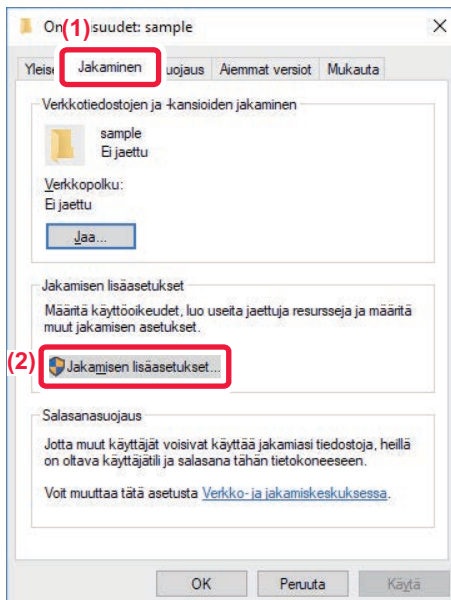 (1)
sample
Jakaminen Aiemmat versiot Mukauta
Verkkotiedostojen ja -kansioiden jakaminen
sample
Ei jaettu
Verkkopolku:
Ei jaettu
Jaa...
Jakamisen lisäasetukset
Määritä käyttöoikeudet, luo useita jaettuja resursseja ja määritä
muut jakamisen asetukset.
(2)
Jakamisen lisäasetukset...
Salasanasuojaus
Jotta muut käyttäjät voisivat käyttää jakamiasi tiedostoja, heillä
on oltava käyttäjätili ja salasana tähän tietokoneeseen.
Voit muuttaa tätä asetusta Verkko- ja jakamiskeskuksessa.
OK Peruuta Käytä